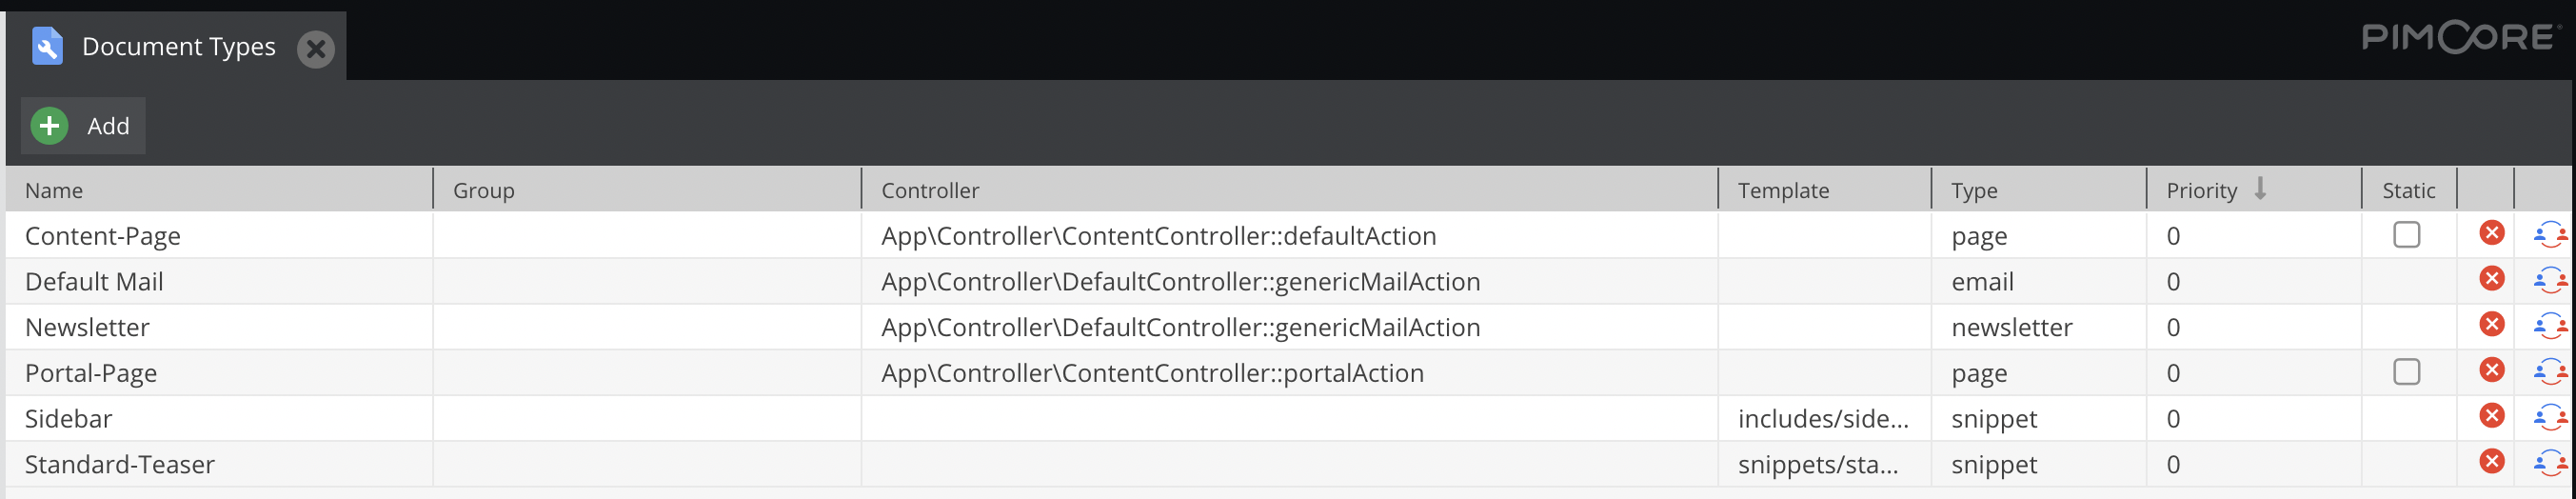 Document Types
PIMCORE
Add
Name Group Controller Template Type Priority Static
Content-Page App\Controller\ContentController::defaultAction page 0
Default Mail App\Controller\DefaultController::genericMailAction email 0
Newsletter App\Controller\DefaultController::genericMailAction newsletter 0
Portal-Page App\Controller\ContentController::portalAction page 0
Sidebar includes/side... snippet 0
Standard-Teaser snippets/sta... snippet 0